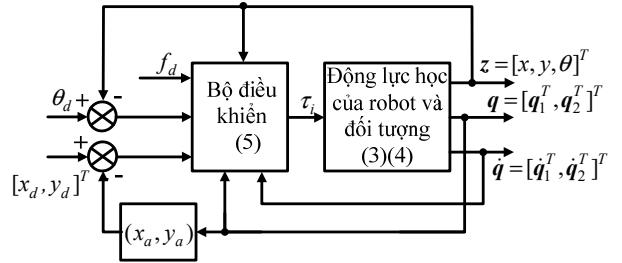 f_d
θ_d
+
-
+
-
[x_d, y_d]^T
Bộ điều
khiển
(5)
τ_i
Động lực học
của robot và
đối tượng
(3)(4)
z = [x, y, θ]^T
q = [q_1^T, q_2^T]^T
q̇ = [q̇_1^T, q̇_2^T]^T
(x_a, y_a)